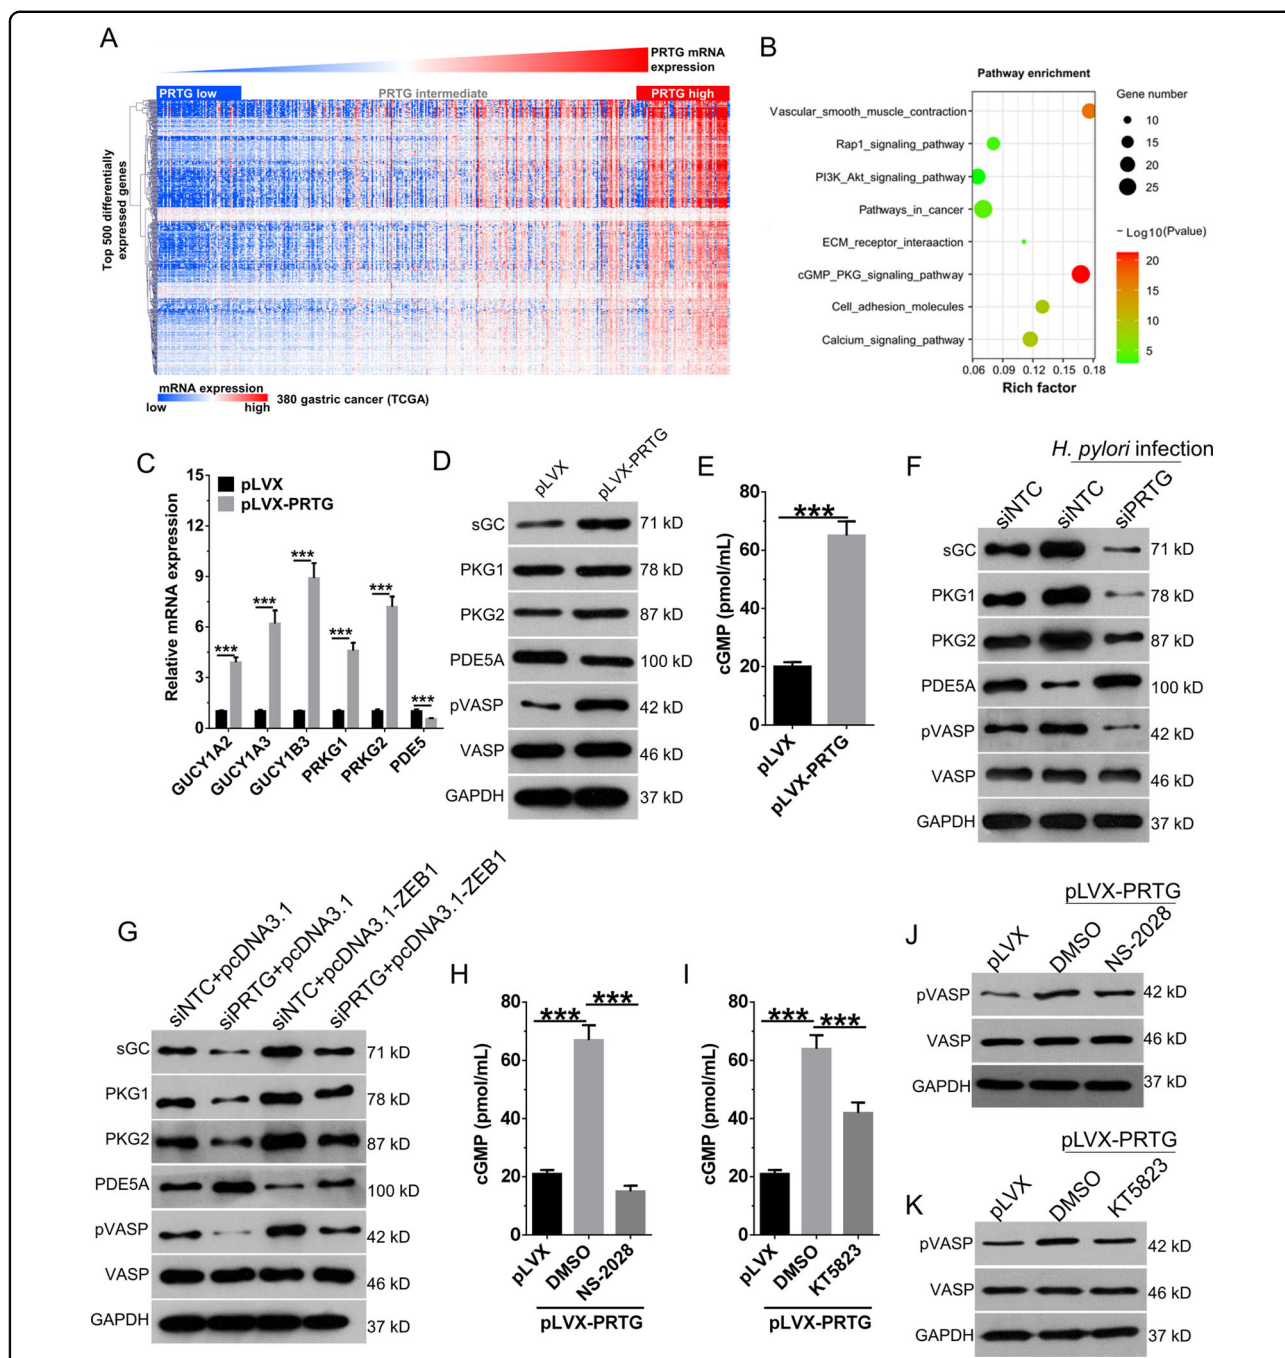 A
PRTG mRNA
expression
PRTG low
PRTG intermediate
PRTG high
Top 500 differentially
expressed genes
mRNA expression
low
high
380 gastric cancer (TCGA)
B
Pathway enrichment
Vascular_smooth_muscle_contraction
Rap1_signaling_pathway
PI3K_Akt_signaling_pathway
Pathways_in_cancer
ECM_receptor_interaaction
cGMP_PKG_signaling_pathway
Cell_adhesion_molecules
Calcium_signaling_pathway
0.06 0.09 0.12 0.15 0.18
Rich factor
Gene number
10
15
20
25
− Log10(Pvalue)
20
15
10
5
C
pLVX
pLVX-PRTG
Relative mRNA expression
15
12
9
6
3
0
***
***
***
***
***
***
GUCY1A2
GUCY1A3
GUCY1B3
PRKG1
PRKG2
PDE5
D
pLVX
pLVX-PRTG
sGC 71 kD
PKG1 78 kD
PKG2 87 kD
PDE5A 100 kD
pVASP 42 kD
VASP 46 kD
GAPDH 37 kD
E
cGMP (pmol/mL)
80
60
40
20
0
***
pLVX
pLVX-PRTG
F
H. pylori infection
siNTC
siNTC
siPRTG
sGC 71 kD
PKG1 78 kD
PKG2 87 kD
PDE5A 100 kD
pVASP 42 kD
VASP 46 kD
GAPDH 37 kD
G
siNTC+pcDNA3.1
siPRTG+pcDNA3.1
siNTC+pcDNA3.1-ZEB1
siPRTG+pcDNA3.1-ZEB1
sGC 71 kD
PKG1 78 kD
PKG2 87 kD
PDE5A 100 kD
pVASP 42 kD
VASP 46 kD
GAPDH 37 kD
H
cGMP (pmol/mL)
80
60
40
20
0
***
***
pLVX
DMSO
NS-2028
pLVX-PRTG
I
cGMP (pmol/mL)
80
60
40
20
0
***
***
pLVX
DMSO
KT5823
pLVX-PRTG
J
pLVX-PRTG
pLVX
DMSO
NS-2028
pVASP 42 kD
VASP 46 kD
GAPDH 37 kD
K
pLVX-PRTG
pLVX
DMSO
KT5823
pVASP 42 kD
VASP 46 kD
GAPDH 37 kD